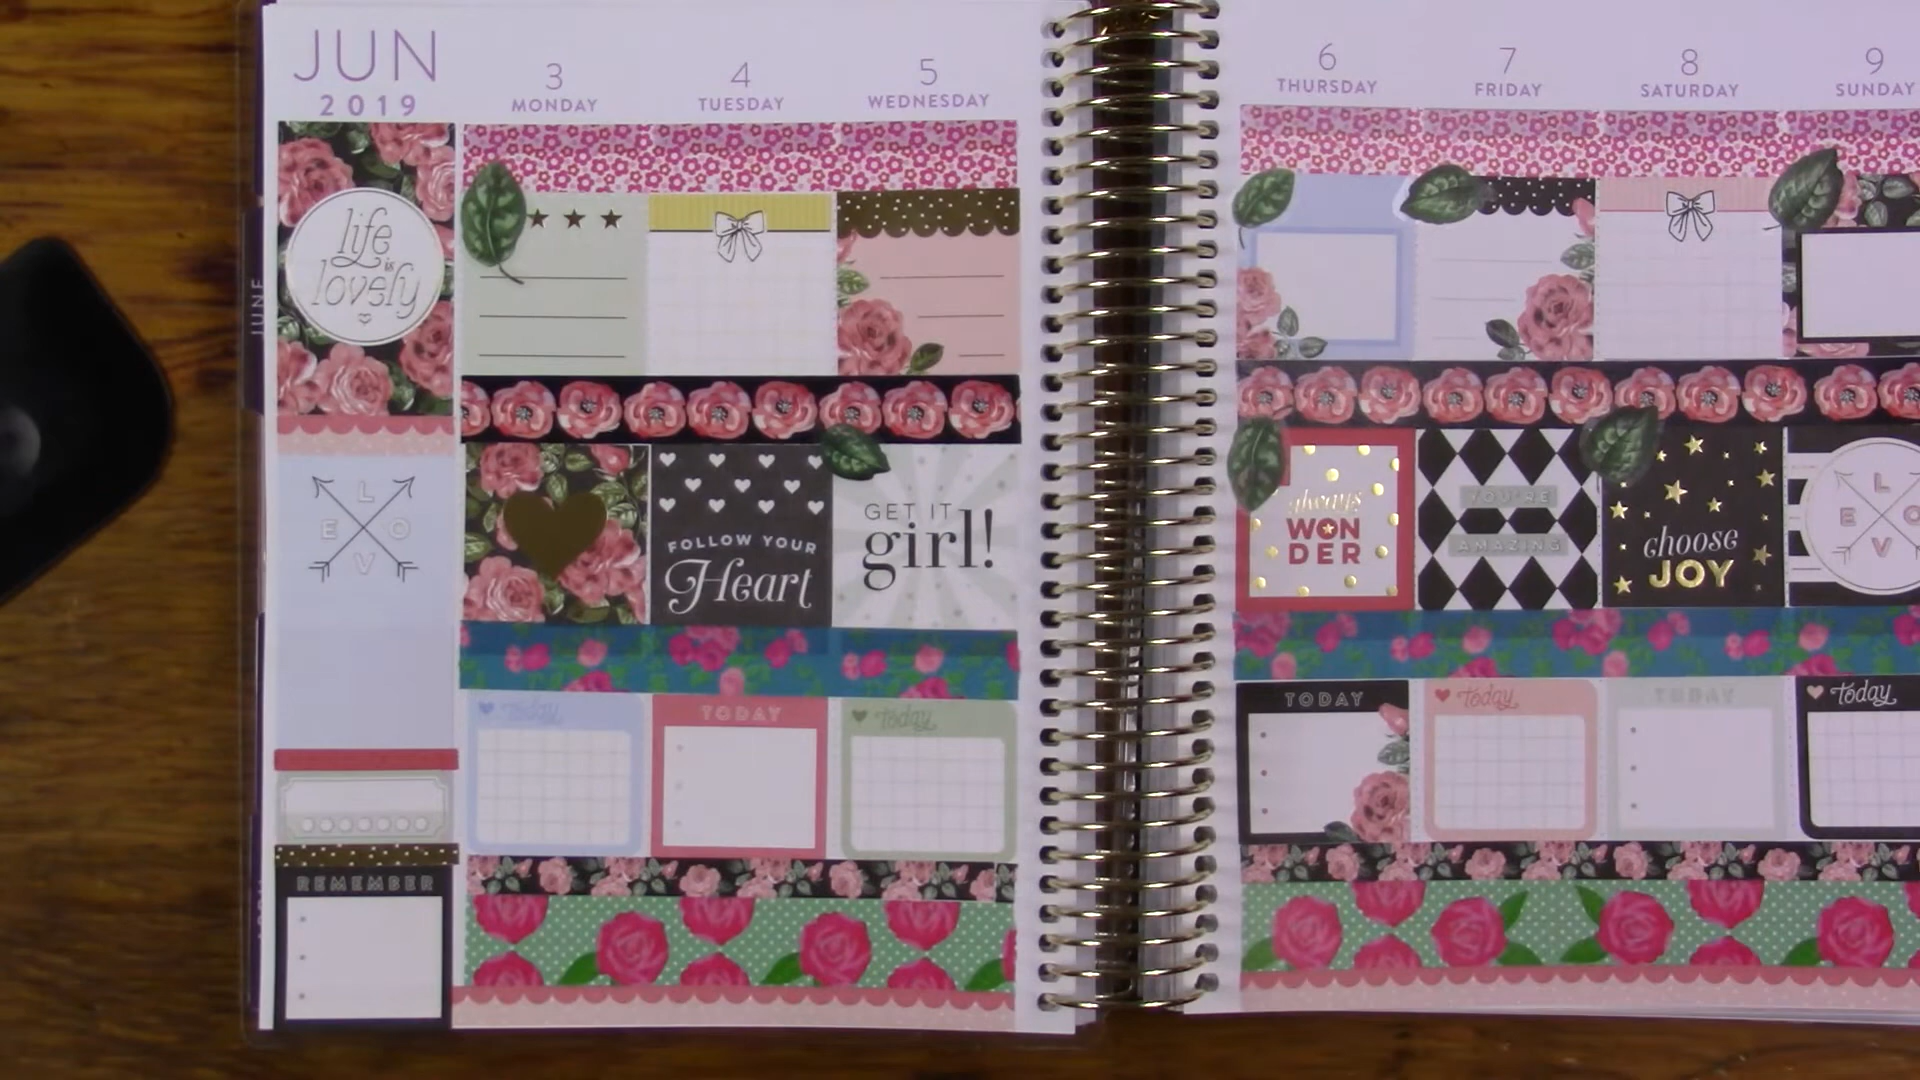 JUN
2019
3
MONDAY
4
TUESDAY
5
WEDNESDAY
6
THURSDAY
7
FRIDAY
8
SATURDAY
9
SUNDAY
JUNE
life
is
lovely
L
E O
V
FOLLOW YOUR
Heart
GET IT
girl!
always
WON
DER
YOU'RE
AMAZING
choose
JOY
L
E O
V
today
TODAY
today
TODAY
today
TODAY
today
REMEMBER